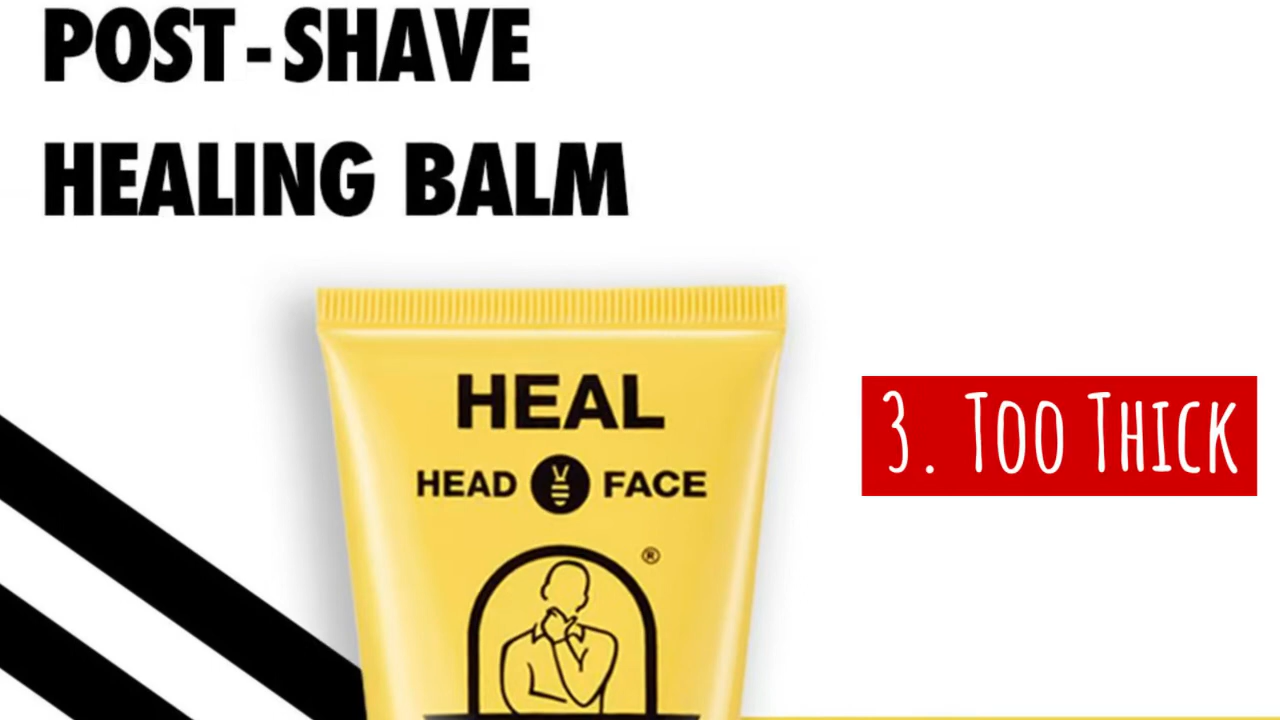 POST-SHAVE
HEALING BALM
HEAL
HEAD FACE
®
3. Too Thick